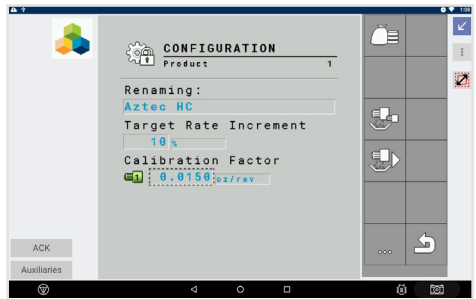 1:08
CONFIGURATION
Product 1
Renaming:
Aztec HC
Target Rate Increment
10 %
Calibration Factor
1 0.0150 oz/rev
...
ACK
Auxiliaries